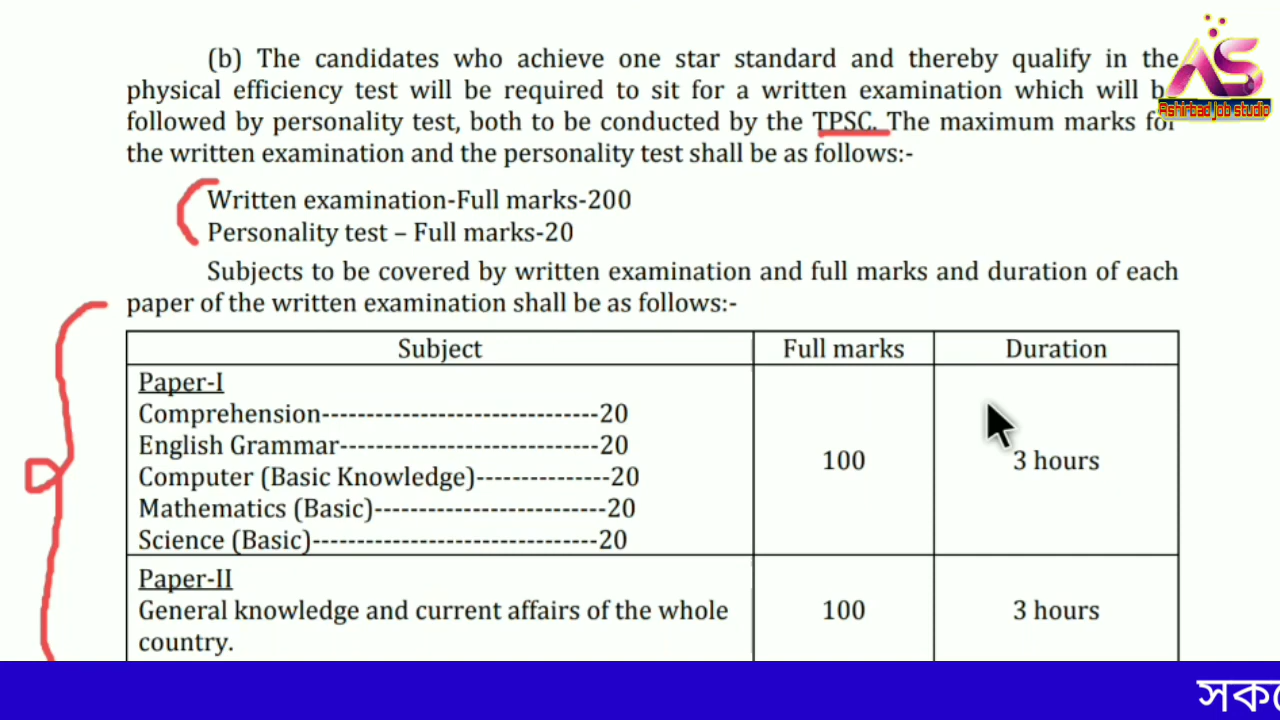 (b) The candidates who achieve one star standard and thereby qualify in the
physical efficiency test will be required to sit for a written examination which will b
followed by personality test, both to be conducted by the TPSC. The maximum marks for
the written examination and the personality test shall be as follows:-
AS
Ashirbad job studio
Written examination-Full marks-200
Personality test – Full marks-20
Subjects to be covered by written examination and full marks and duration of each
paper of the written examination shall be as follows:-
Subject Full marks Duration
Paper-I
Comprehension-------------------------------20
English Grammar-----------------------------20
Computer (Basic Knowledge)---------------20
Mathematics (Basic)--------------------------20
Science (Basic)--------------------------------20
100 3 hours
Paper-II
General knowledge and current affairs of the whole
country.
100 3 hours